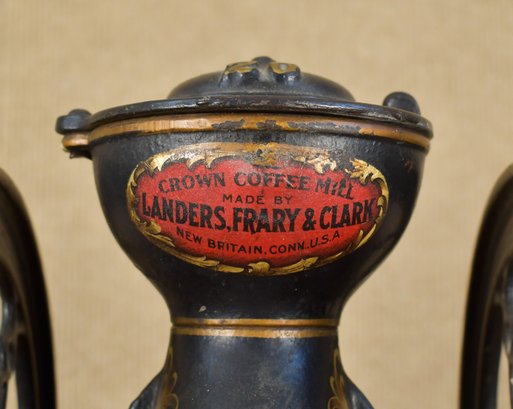 CROWN COFFEE MILL
MADE BY
LANDERS, FRARY & CLARK
NEW BRITAIN, CONN. U.S.A.